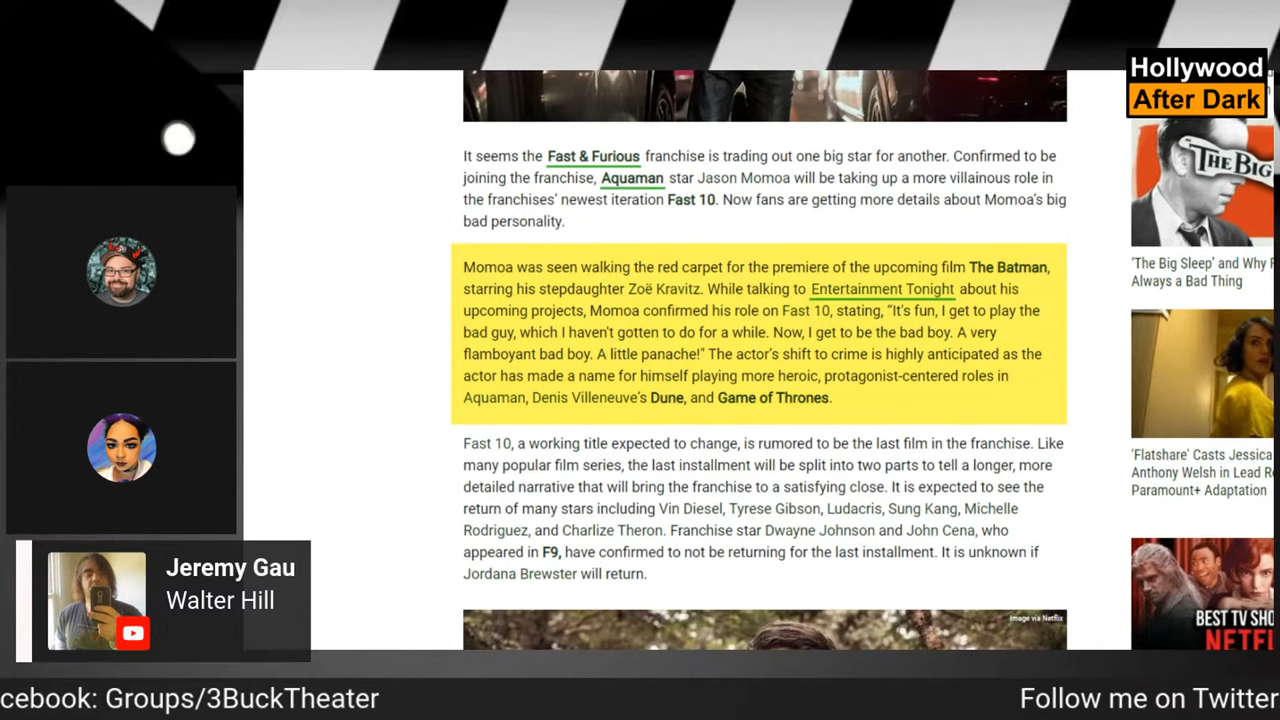 Hollywood
After Dark
It seems the Fast & Furious franchise is trading out one big star for another. Confirmed to be
joining the franchise, Aquaman star Jason Momoa will be taking up a more villainous role in
the franchises' newest iteration Fast 10. Now fans are getting more details about Momoa's big
bad personality.
Momoa was seen walking the red carpet for the premiere of the upcoming film The Batman,
starring his stepdaughter Zoë Kravitz. While talking to Entertainment Tonight about his
upcoming projects, Momoa confirmed his role on Fast 10, stating, “It's fun, I get to play the
bad guy, which I haven't gotten to do for a while. Now, I get to be the bad boy. A very
flamboyant bad boy. A little panache!" The actor's shift to crime is highly anticipated as the
actor has made a name for himself playing more heroic, protagonist-centered roles in
Aquaman, Denis Villeneuve's Dune, and Game of Thrones.
Fast 10, a working title expected to change, is rumored to be the last film in the franchise. Like
many popular film series, the last installment will be split into two parts to tell a longer, more
detailed narrative that will bring the franchise to a satisfying close. It is expected to see the
return of many stars including Vin Diesel, Tyrese Gibson, Ludacris, Sung Kang, Michelle
Rodriguez, and Charlize Theron. Franchise star Dwayne Johnson and John Cena, who
appeared in F9, have confirmed to not be returning for the last installment. It is unknown if
Jordana Brewster will return.
Image via Netflix
THE BIG
'The Big Sleep' and Why
Always a Bad Thing
'Flatshare' Casts Jessica
Anthony Welsh in Lead
Paramount+ Adaptation
BEST TV SHO
NETFL
Jeremy Gau
Walter Hill
cebook: Groups/3BuckTheater
Follow me on Twitter